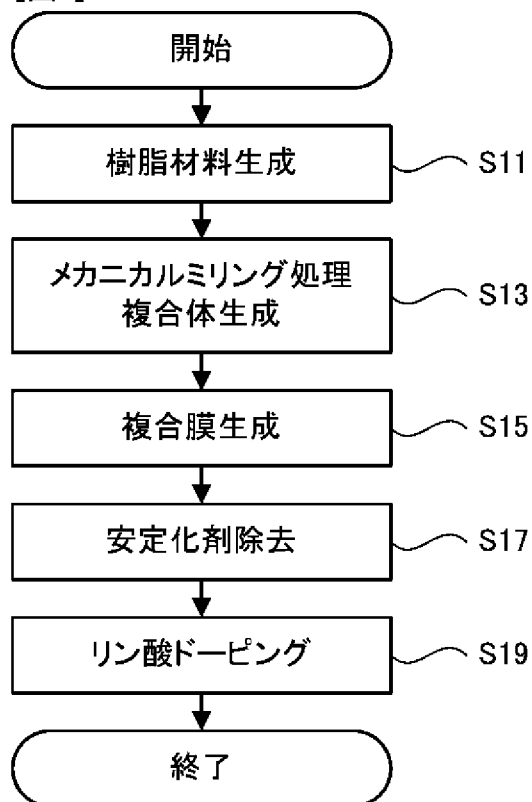 開始
樹脂材料生成
S11
メカニカルミリング処理
複合体生成
S13
複合膜生成
S15
安定化剤除去
S17
リン酸ドーピング
S19
終了